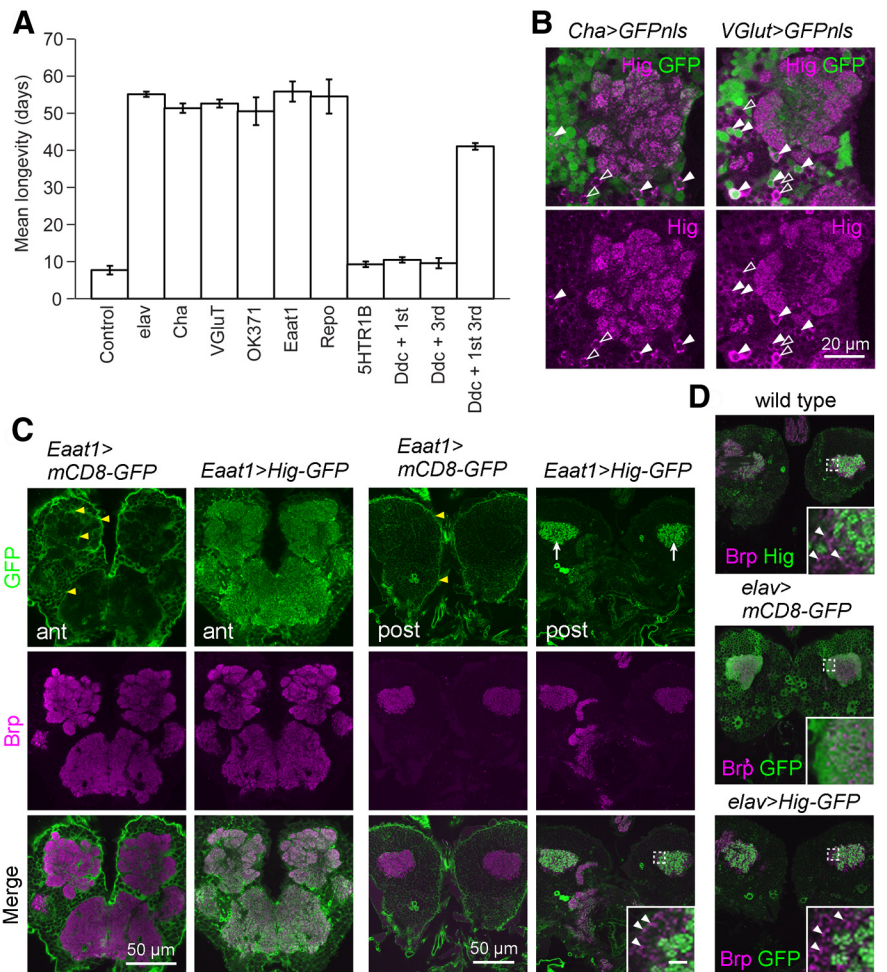 A
Mean longevity (days)
70
60
50
40
30
20
10
0
Control
elav
Cha
VGluT
OK371
Eaat1
Repo
5HTR1B
Ddc + 1st
Ddc + 3rd
Ddc + 1st 3rd
B
Cha>GFPnls
VGlut>GFPnls
Hig GFP
Hig GFP
Hig
Hig
20 µm
C
Eaat1>
mCD8-GFP
Eaat1>Hig-GFP
Eaat1>
mCD8-GFP
Eaat1>Hig-GFP
GFP
ant
ant
post
post
Brp
Merge
50 µm
50 µm
D
wild type
Brp Hig
elav>
mCD8-GFP
Brp GFP
elav>Hig-GFP
Brp GFP